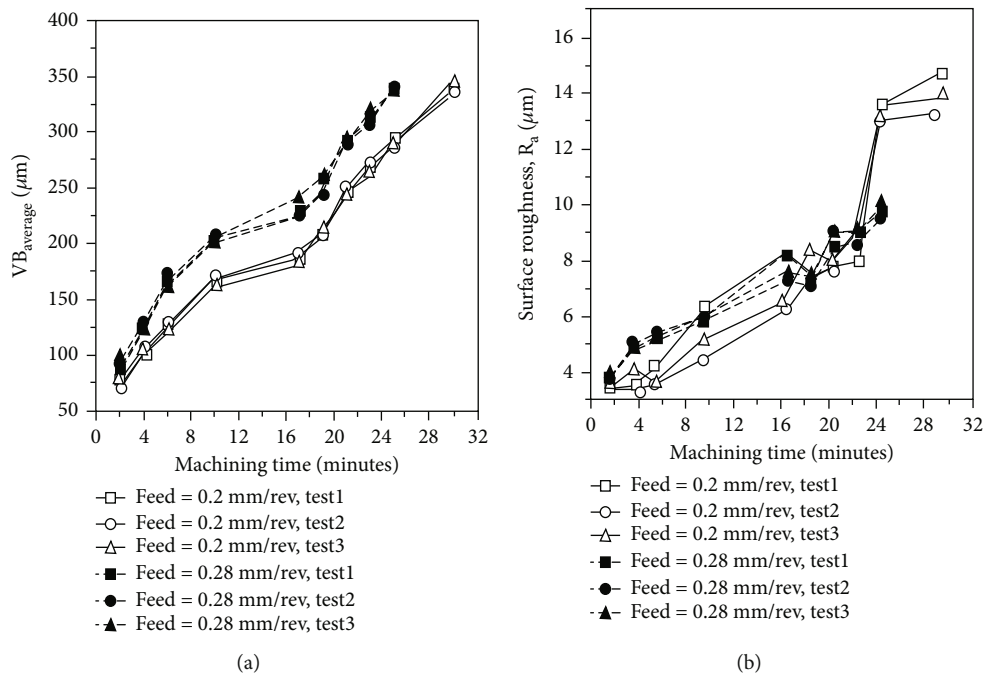 400
350
300
250
200
150
100
50
VBaverage (μm)
0 4 8 12 16 20 24 28 32
Machining time (minutes)
Feed = 0.2 mm/rev, test1
Feed = 0.2 mm/rev, test2
Feed = 0.2 mm/rev, test3
Feed = 0.28 mm/rev, test1
Feed = 0.28 mm/rev, test2
Feed = 0.28 mm/rev, test3
(a)
16
14
12
10
8
6
4
Surface roughness, Ra (μm)
0 4 8 12 16 20 24 28 32
Machining time (minutes)
Feed = 0.2 mm/rev, test1
Feed = 0.2 mm/rev, test2
Feed = 0.2 mm/rev, test3
Feed = 0.28 mm/rev, test1
Feed = 0.28 mm/rev, test2
Feed = 0.28 mm/rev, test3
(b)